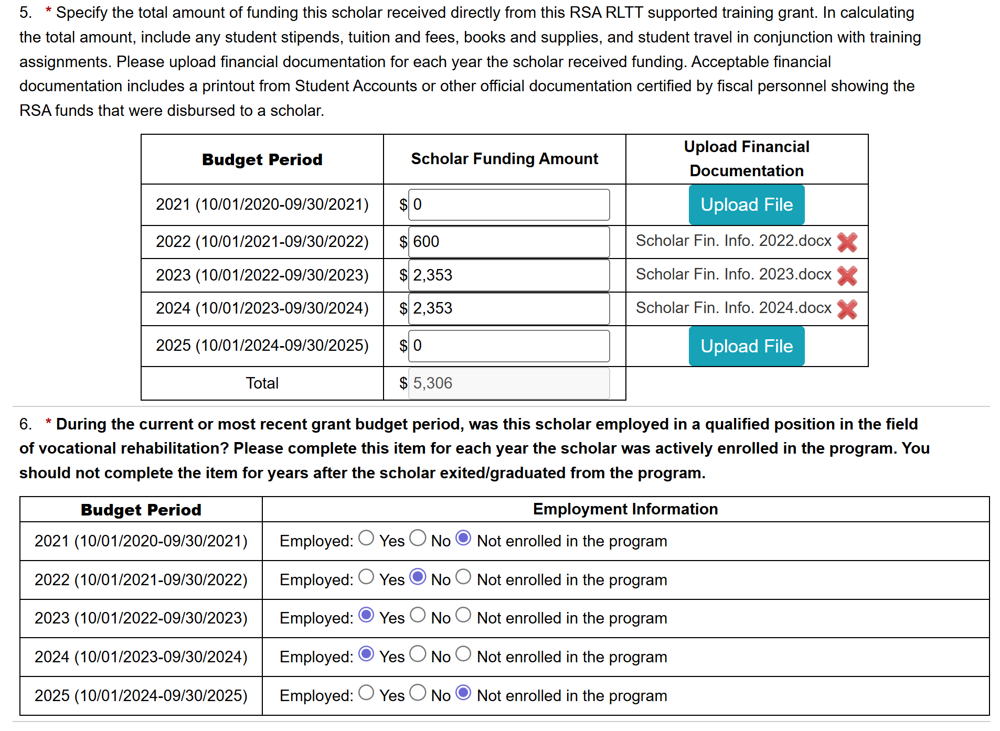 5. * Specify the total amount of funding this scholar received directly from this RSA RLTT supported training grant. In calculating
the total amount, include any student stipends, tuition and fees, books and supplies, and student travel in conjunction with training
assignments. Please upload financial documentation for each year the scholar received funding. Acceptable financial
documentation includes a printout from Student Accounts or other official documentation certified by fiscal personnel showing the
RSA funds that were disbursed to a scholar.
Budget Period Scholar Funding Amount Upload Financial Documentation
2021 (10/01/2020-09/30/2021) $ 0 Upload File
2022 (10/01/2021-09/30/2022) $ 600 Scholar Fin. Info. 2022.docx
2023 (10/01/2022-09/30/2023) $ 2,353 Scholar Fin. Info. 2023.docx
2024 (10/01/2023-09/30/2024) $ 2,353 Scholar Fin. Info. 2024.docx
2025 (10/01/2024-09/30/2025) $ 0 Upload File
Total $ 5,306
6. * During the current or most recent grant budget period, was this scholar employed in a qualified position in the field
of vocational rehabilitation? Please complete this item for each year the scholar was actively enrolled in the program. You
should not complete the item for years after the scholar exited/graduated from the program.
Budget Period Employment Information
2021 (10/01/2020-09/30/2021) Employed: Yes No Not enrolled in the program
2022 (10/01/2021-09/30/2022) Employed: Yes No Not enrolled in the program
2023 (10/01/2022-09/30/2023) Employed: Yes No Not enrolled in the program
2024 (10/01/2023-09/30/2024) Employed: Yes No Not enrolled in the program
2025 (10/01/2024-09/30/2025) Employed: Yes No Not enrolled in the program